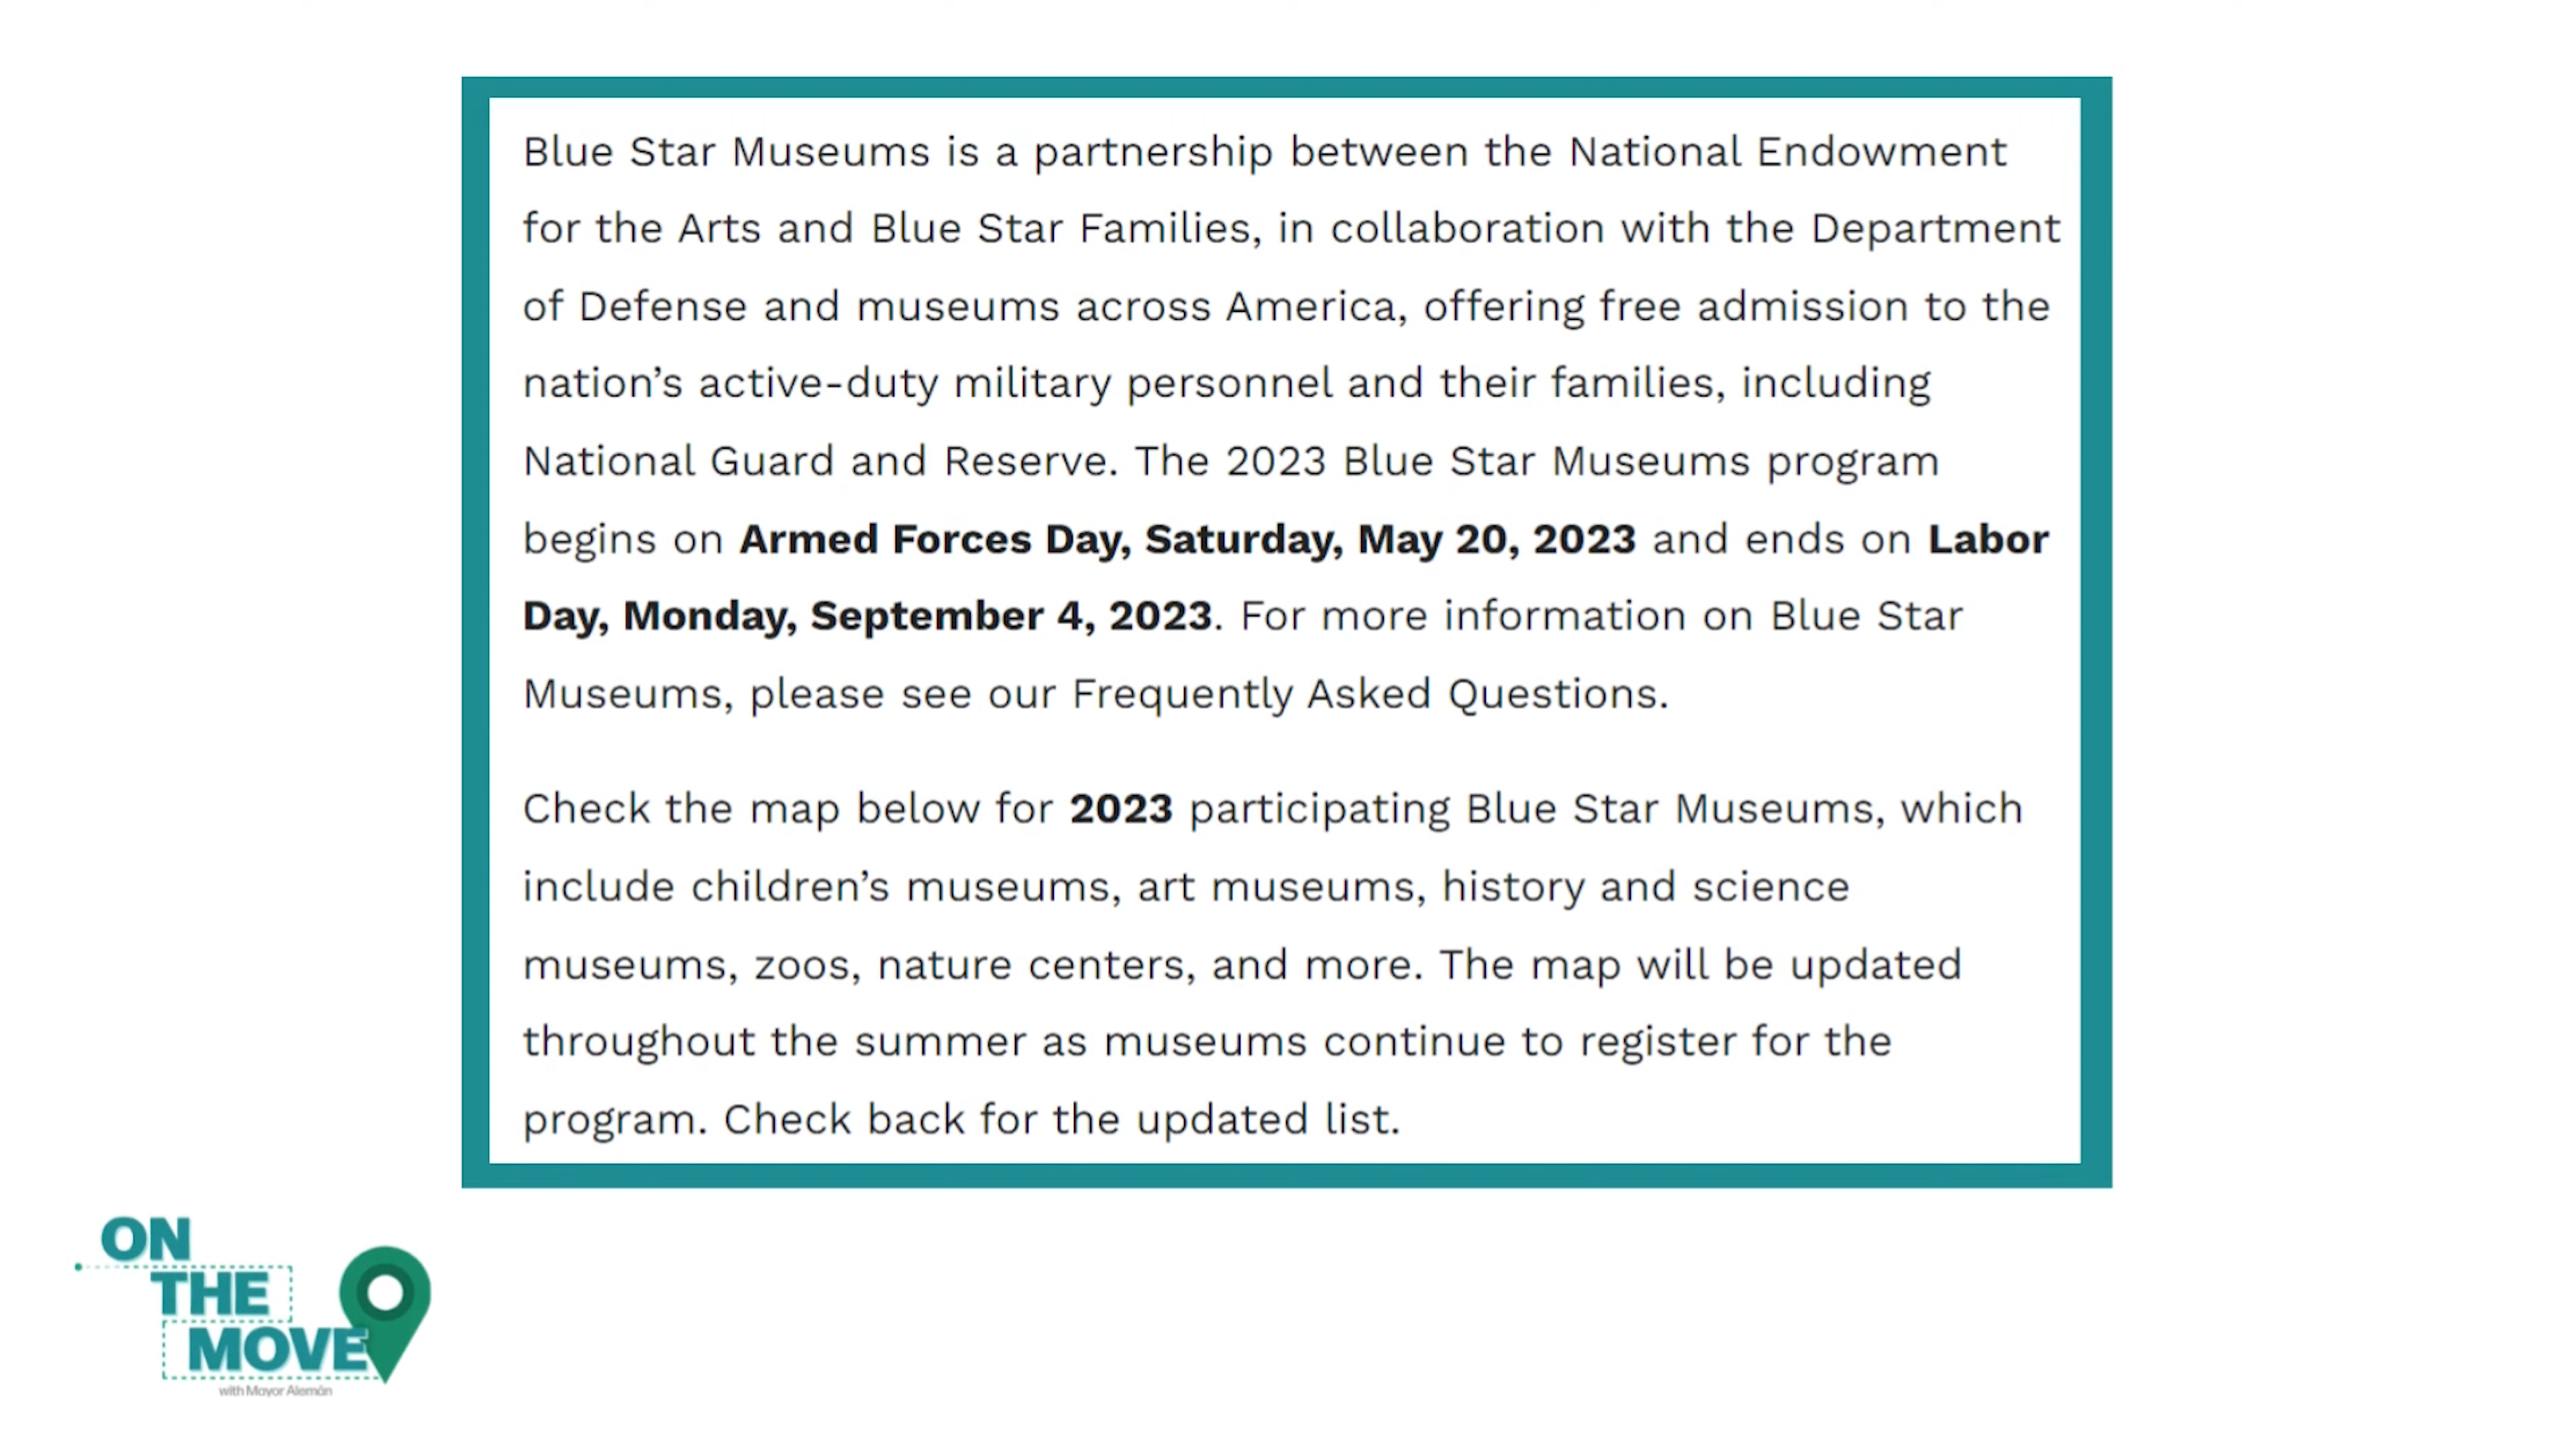 Blue Star Museums is a partnership between the National Endowment
for the Arts and Blue Star Families, in collaboration with the Department
of Defense and museums across America, offering free admission to the
nation’s active-duty military personnel and their families, including
National Guard and Reserve. The 2023 Blue Star Museums program
begins on Armed Forces Day, Saturday, May 20, 2023 and ends on Labor
Day, Monday, September 4, 2023. For more information on Blue Star
Museums, please see our Frequently Asked Questions.
Check the map below for 2023 participating Blue Star Museums, which
include children’s museums, art museums, history and science
museums, zoos, nature centers, and more. The map will be updated
throughout the summer as museums continue to register for the
program. Check back for the updated list.
ON
THE
MOVE
with Mayor Alemán